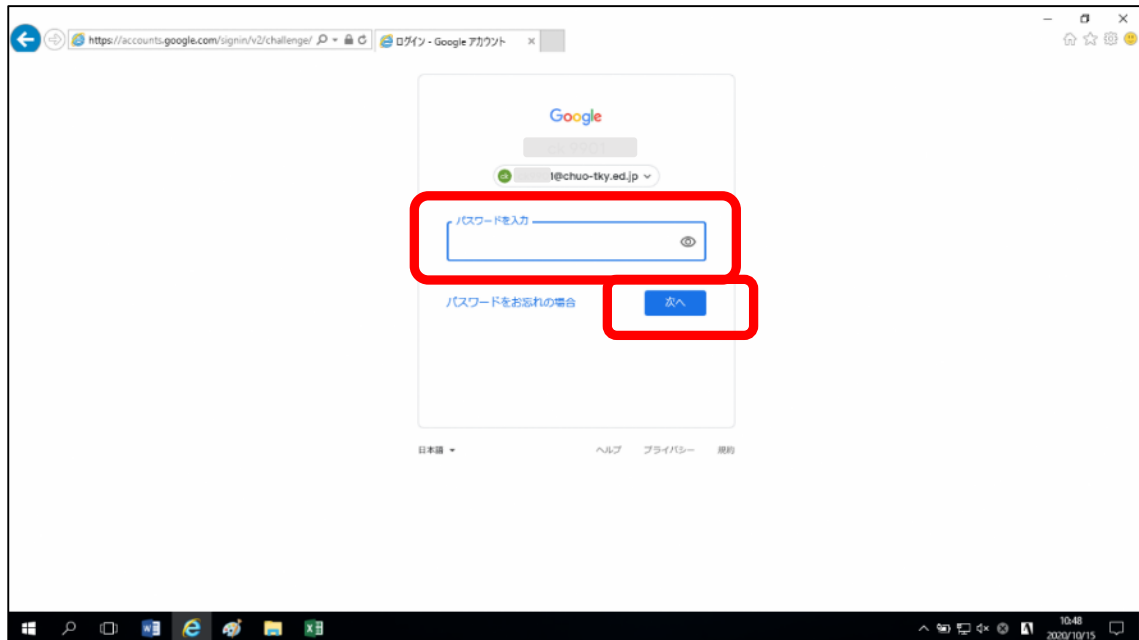 https://accounts.google.com/signin/v2/challenge/
ログイン - Google アカウント
Google
1@chuo-tky.ed.jp
パスワードを入力
パスワードをお忘れの場合
次へ
日本語
ヘルプ プライバシー 規約
10:48
2020/10/15